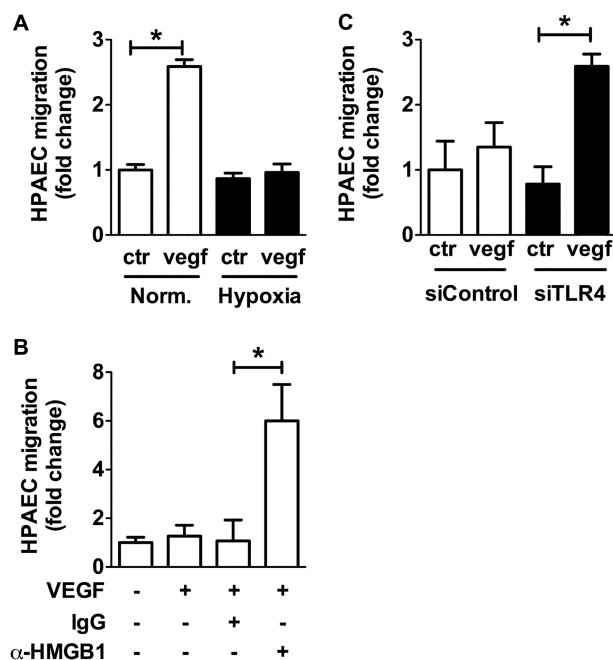 A
HPAEC migration
(fold change)
3
2
1
0
*
ctr vegf ctr vegf
Norm. Hypoxia
C
HPAEC migration
(fold change)
3
2
1
0
*
ctr vegf ctr vegf
siControl siTLR4
B
HPAEC migration
(fold change)
8
6
4
2
0
*
VEGF - + + +
IgG - - + -
α-HMGB1 - - - +